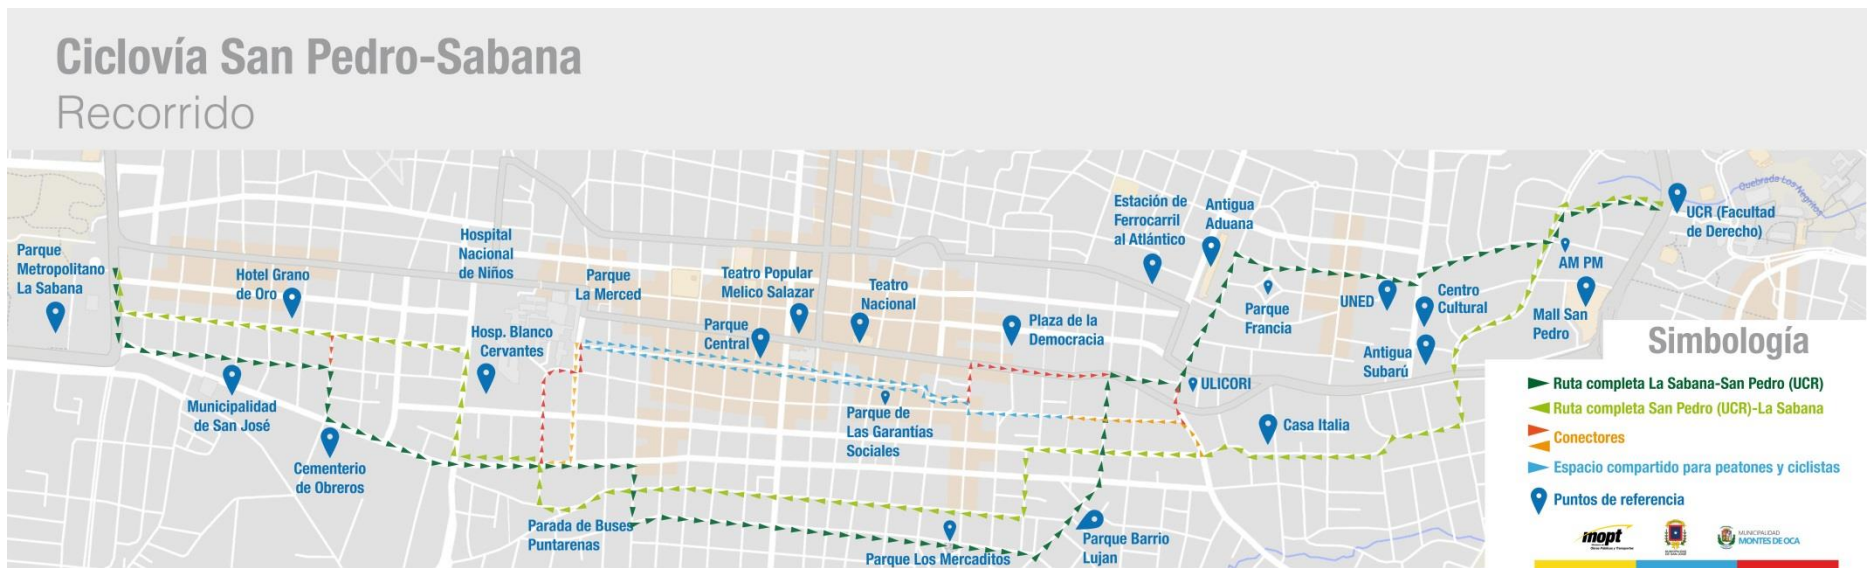 Ciclovía San Pedro-Sabana
Recorrido
Parque
Metropolitano
La Sabana
Hotel Grano
de Oro
Municipalidad
de San José
Cementerio
de Obreros
Hospital
Nacional
de Niños
Hosp. Blanco
Cervantes
Parque
La Merced
Parada de Buses
Puntarenas
Parque
Central
Teatro Popular
Melico Salazar
Teatro
Nacional
Parque de
Las Garantías
Sociales
Parque Los Mercaditos
Plaza de la
Democracia
Parque Barrio
Lujan
Estación de
Ferrocarril
al Atlántico
Antigua
Aduana
ULICORI
Parque
Francia
Casa Italia
UNED
Centro
Cultural
Antigua
Subarú
AM PM
Mall San
Pedro
UCR (Facultad
de Derecho)
Quebrada Los Negritos
Simbología
Ruta completa La Sabana-San Pedro (UCR)
Ruta completa San Pedro (UCR)-La Sabana
Conectores
Espacio compartido para peatones y ciclistas
Puntos de referencia
mopt
MUNICIPALIDAD
MONTES DE OCA